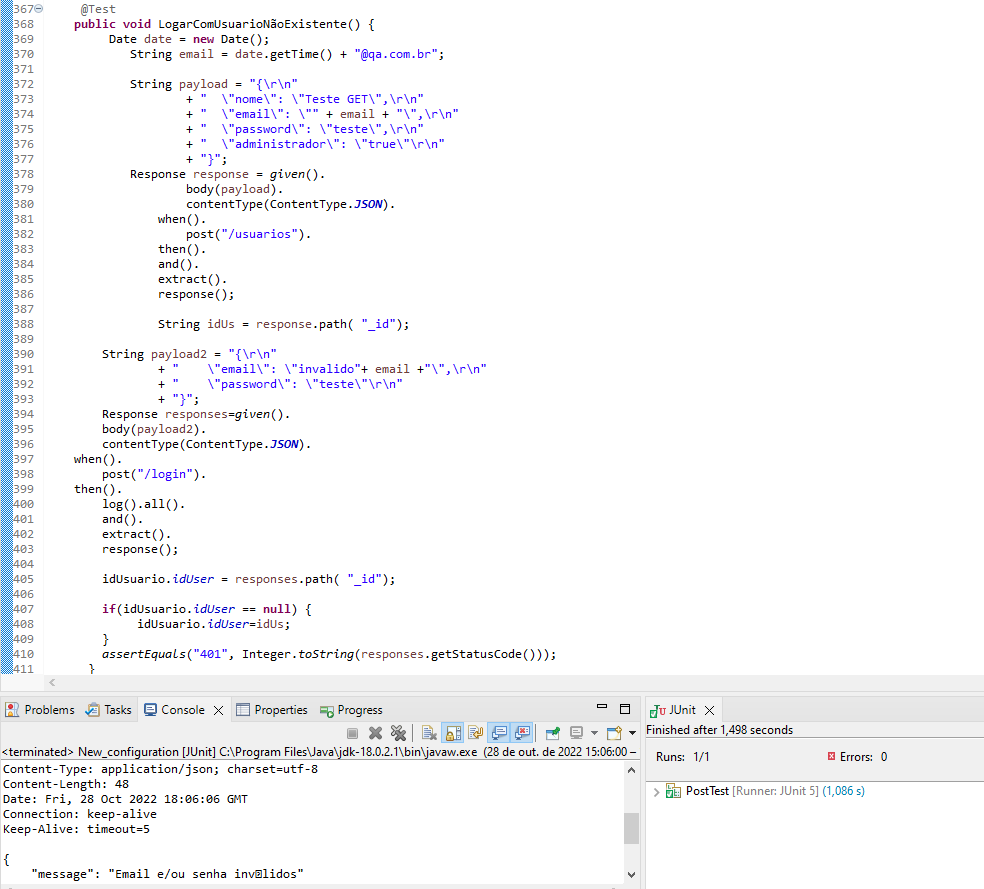 367 @Test
368 public void LogarComUsuarioNãoExistente() {
369 Date date = new Date();
370 String email = date.getTime() + "@qa.com.br";
371
372 String payload = "{\r\n"
373 + " \"nome\": \"Teste GET\",\r\n"
374 + " \"email\": \"" + email + "\",\r\n"
375 + " \"password\": \"teste\",\r\n"
376 + " \"administrador\": \"true\"\r\n"
377 + "}";
378 Response response = given().
379 body(payload).
380 contentType(ContentType.JSON).
381 when().
382 post("/usuarios").
383 then().
384 and().
385 extract().
386 response();
387
388 String idUs = response.path( "_id");
389
390 String payload2 = "{\r\n"
391 + " \"email\": \"invalido"+ email +"\",\r\n"
392 + " \"password\": \"teste\"\r\n"
393 + "}";
394 Response responses=given().
395 body(payload2).
396 contentType(ContentType.JSON).
397 when().
398 post("/login").
399 then().
400 log().all().
401 and().
402 extract().
403 response();
404
405 idUsuario.idUser = responses.path( "_id");
406
407 if(idUsuario.idUser == null) {
408 idUsuario.idUser=idUs;
409 }
410 assertEquals("401", Integer.toString(responses.getStatusCode()));
411 }
Problems Tasks Console Properties Progress
<terminated> New_configuration [JUnit] C:\Program Files\Java\jdk-18.0.2.1\bin\javaw.exe (28 de out. de 2022 15:06:00 –
Content-Type: application/json; charset=utf-8
Content-Length: 48
Date: Fri, 28 Oct 2022 18:06:06 GMT
Connection: keep-alive
Keep-Alive: timeout=5
{
"message": "Email e/ou senha inv�lidos"
JUnit
Finished after 1,498 seconds
Runs: 1/1 Errors: 0
PostTest [Runner: JUnit 5] (1,086 s)